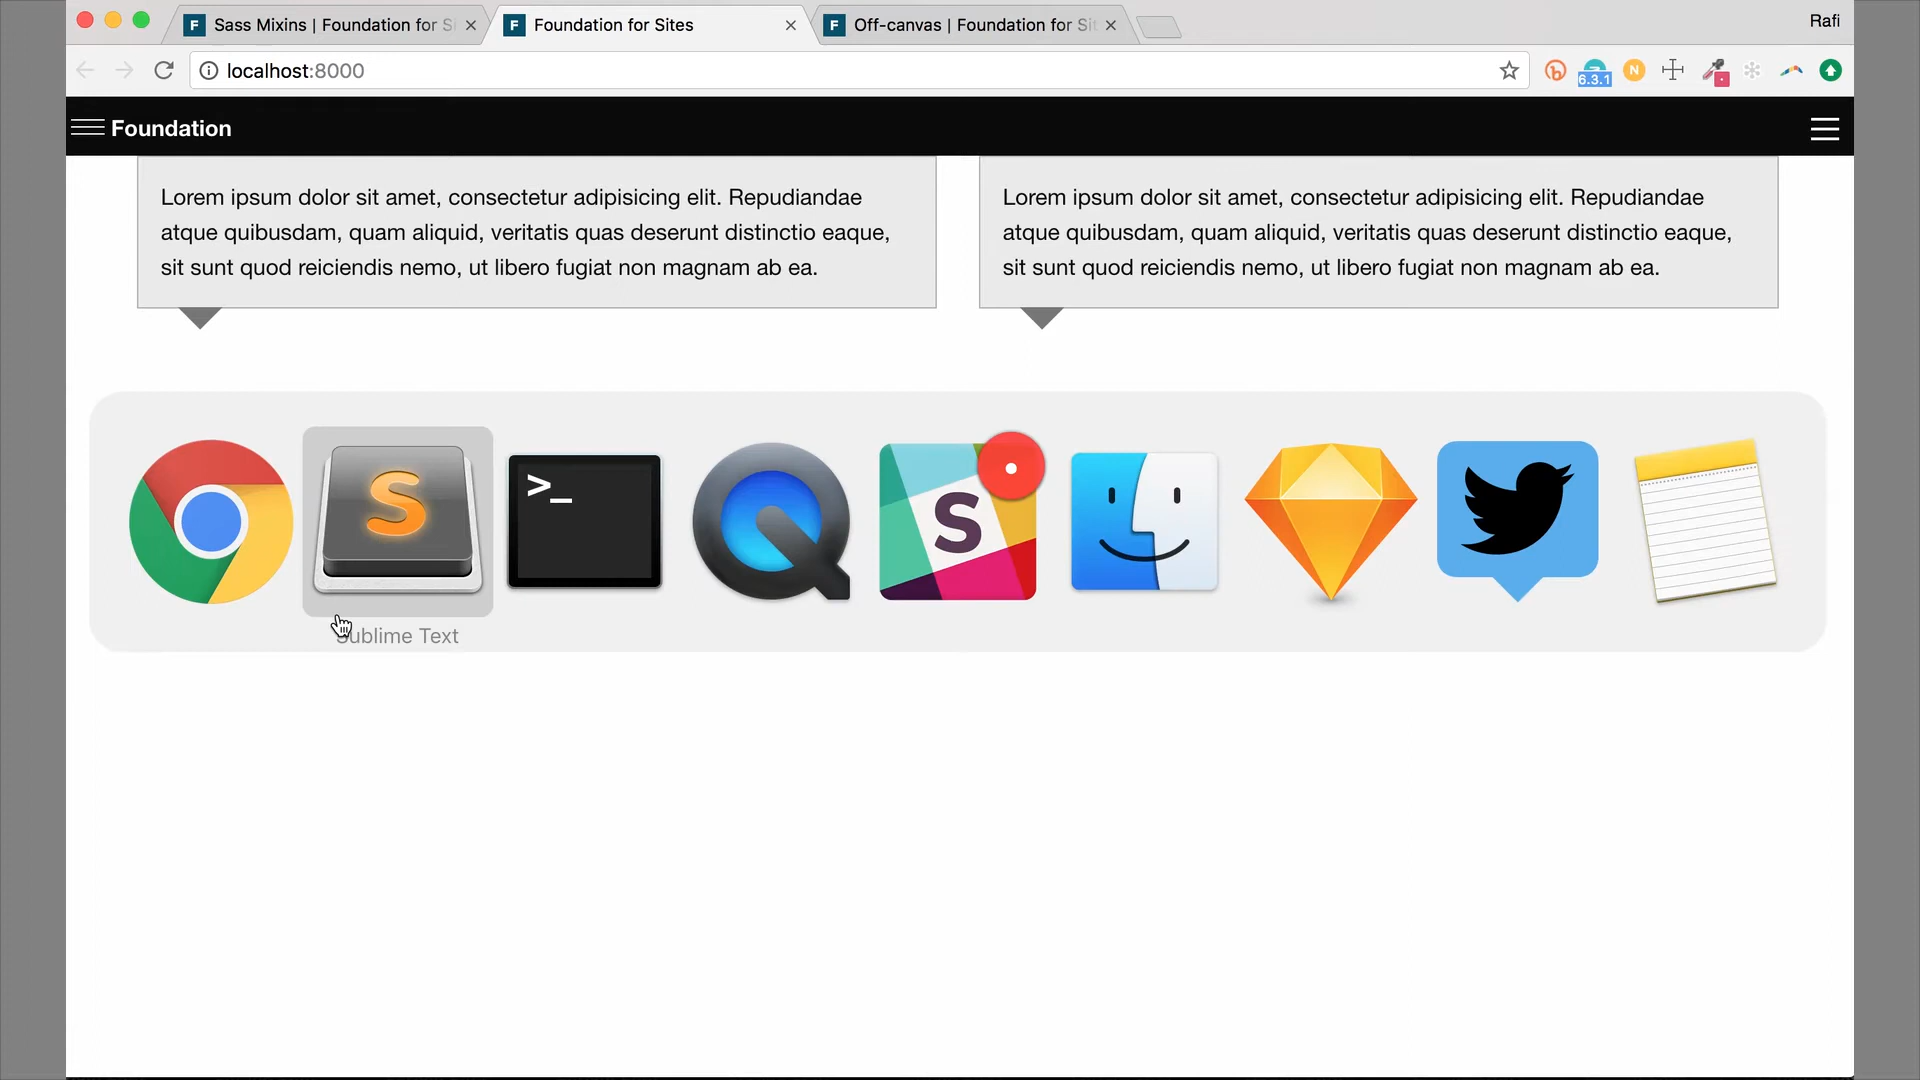 Sass Mixins | Foundation for S
Foundation for Sites
Off-canvas | Foundation for Sit
Rafi
localhost:8000
6.3.1
N
Foundation
Lorem ipsum dolor sit amet, consectetur adipisicing elit. Repudiandae
atque quibusdam, quam aliquid, veritatis quas deserunt distinctio eaque,
sit sunt quod reiciendis nemo, ut libero fugiat non magnam ab ea.
Lorem ipsum dolor sit amet, consectetur adipisicing elit. Repudiandae
atque quibusdam, quam aliquid, veritatis quas deserunt distinctio eaque,
sit sunt quod reiciendis nemo, ut libero fugiat non magnam ab ea.
Sublime Text